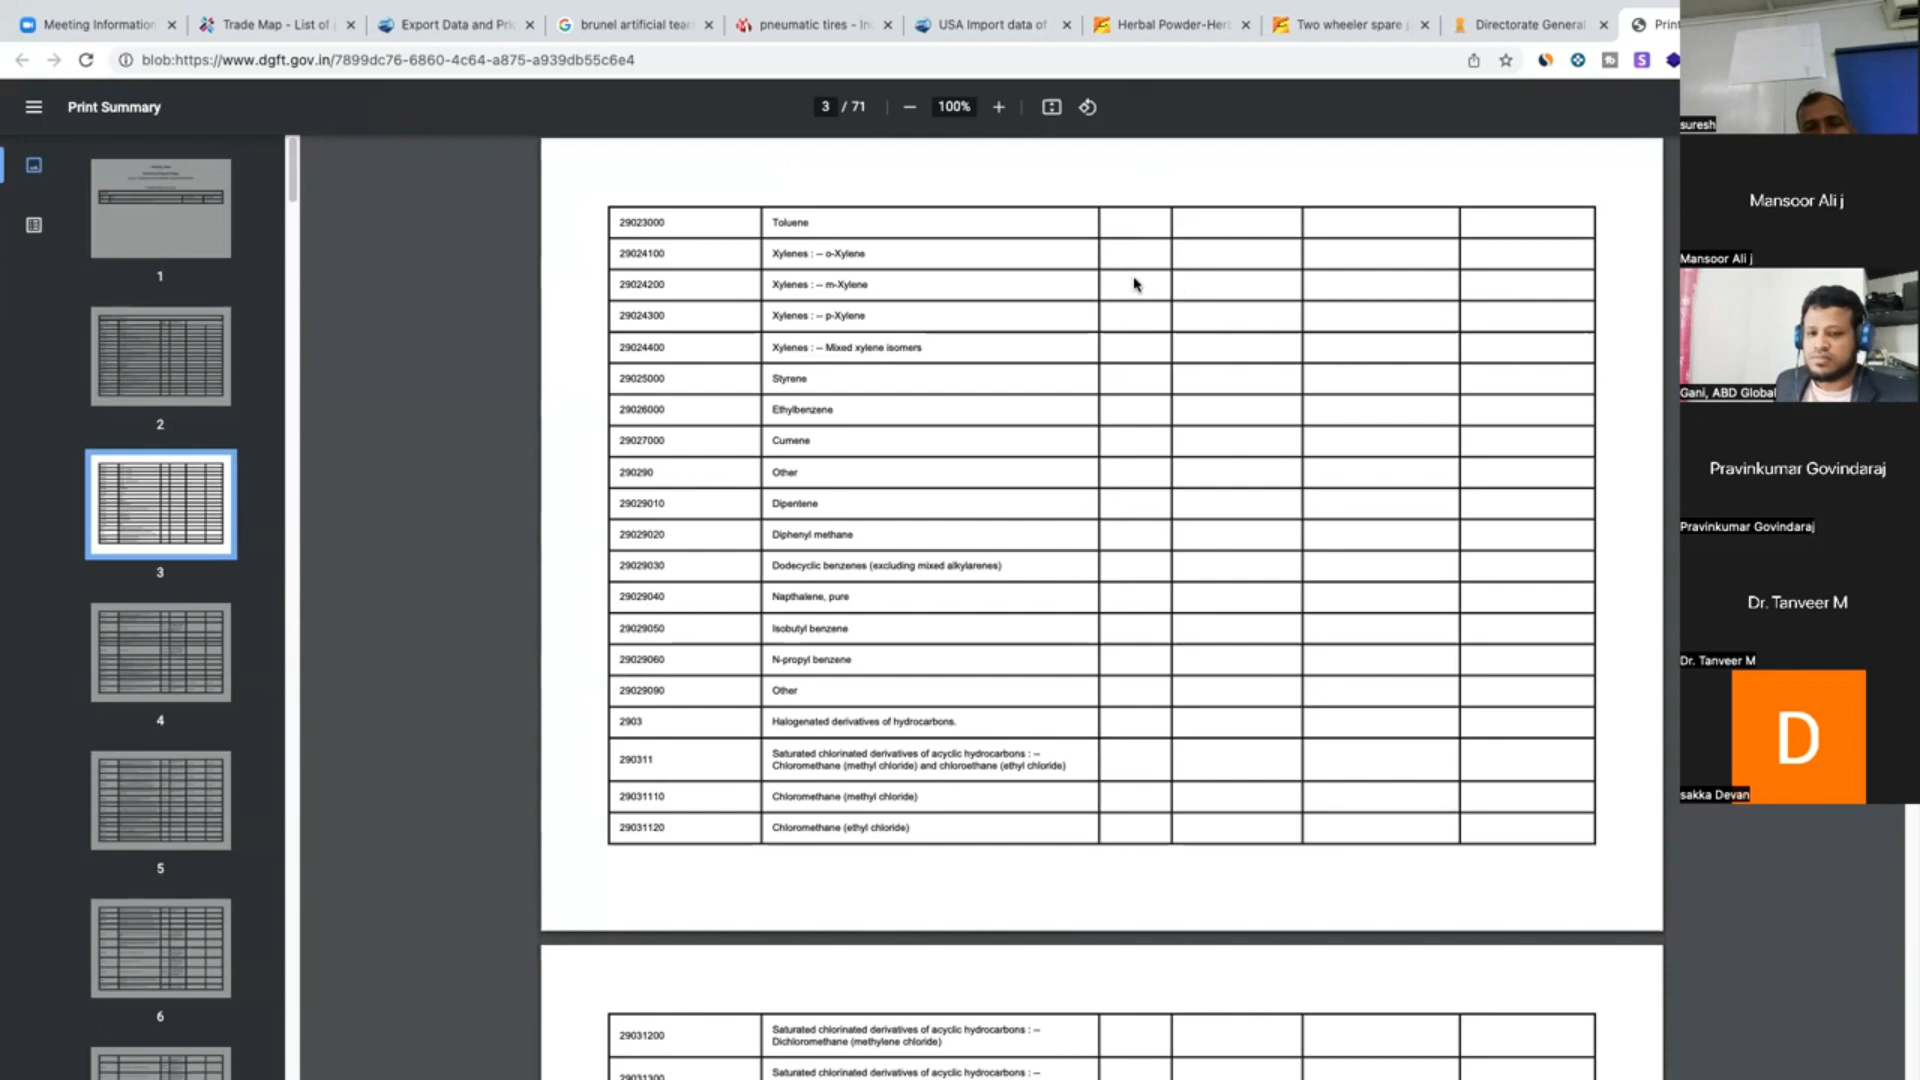 Meeting Information
Trade Map - List of
Export Data and Pric
brunel artificial tear
pneumatic tires - In
USA Import data of
Herbal Powder-Her
Two wheeler spare
Directorate General
Print
blob:https://www.dgft.gov.in/7899dc76-6860-4c64-a875-a939db55c6e4
Print Summary
3 / 71
100%
1
2
3
4
5
6
29023000 Toluene
29024100 Xylenes : -- o-Xylene
29024200 Xylenes : -- m-Xylene
29024300 Xylenes : -- p-Xylene
29024400 Xylenes : -- Mixed xylene isomers
29025000 Styrene
29026000 Ethylbenzene
29027000 Cumene
290290 Other
29029010 Dipentene
29029020 Diphenyl methane
29029030 Dodecyclic benzenes (excluding mixed alkylarenes)
29029040 Napthalene, pure
29029050 Isobutyl benzene
29029060 N-propyl benzene
29029090 Other
2903 Halogenated derivatives of hydrocarbons.
290311 Saturated chlorinated derivatives of acyclic hydrocarbons : --
Chloromethane (methyl chloride) and chloroethane (ethyl chloride)
29031110 Chloromethane (methyl chloride)
29031120 Chloromethane (ethyl chloride)
29031200 Saturated chlorinated derivatives of acyclic hydrocarbons : --
Dichloromethane (methylene chloride)
29031300 Saturated chlorinated derivatives of acyclic hydrocarbons : --
suresh
Mansoor Ali j
Mansoor Ali j
Gani, ABD Global
Pravinkumar Govindaraj
Pravinkumar Govindaraj
Dr. Tanveer M
Dr. Tanveer M
D
sakka Devan